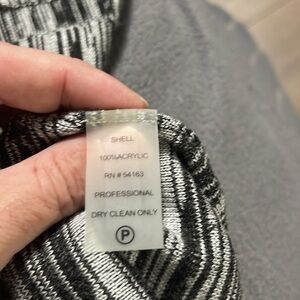 SHELL
100%ACRYLIC
RN # 54163
PROFESSIONAL
DRY CLEAN ONLY
P